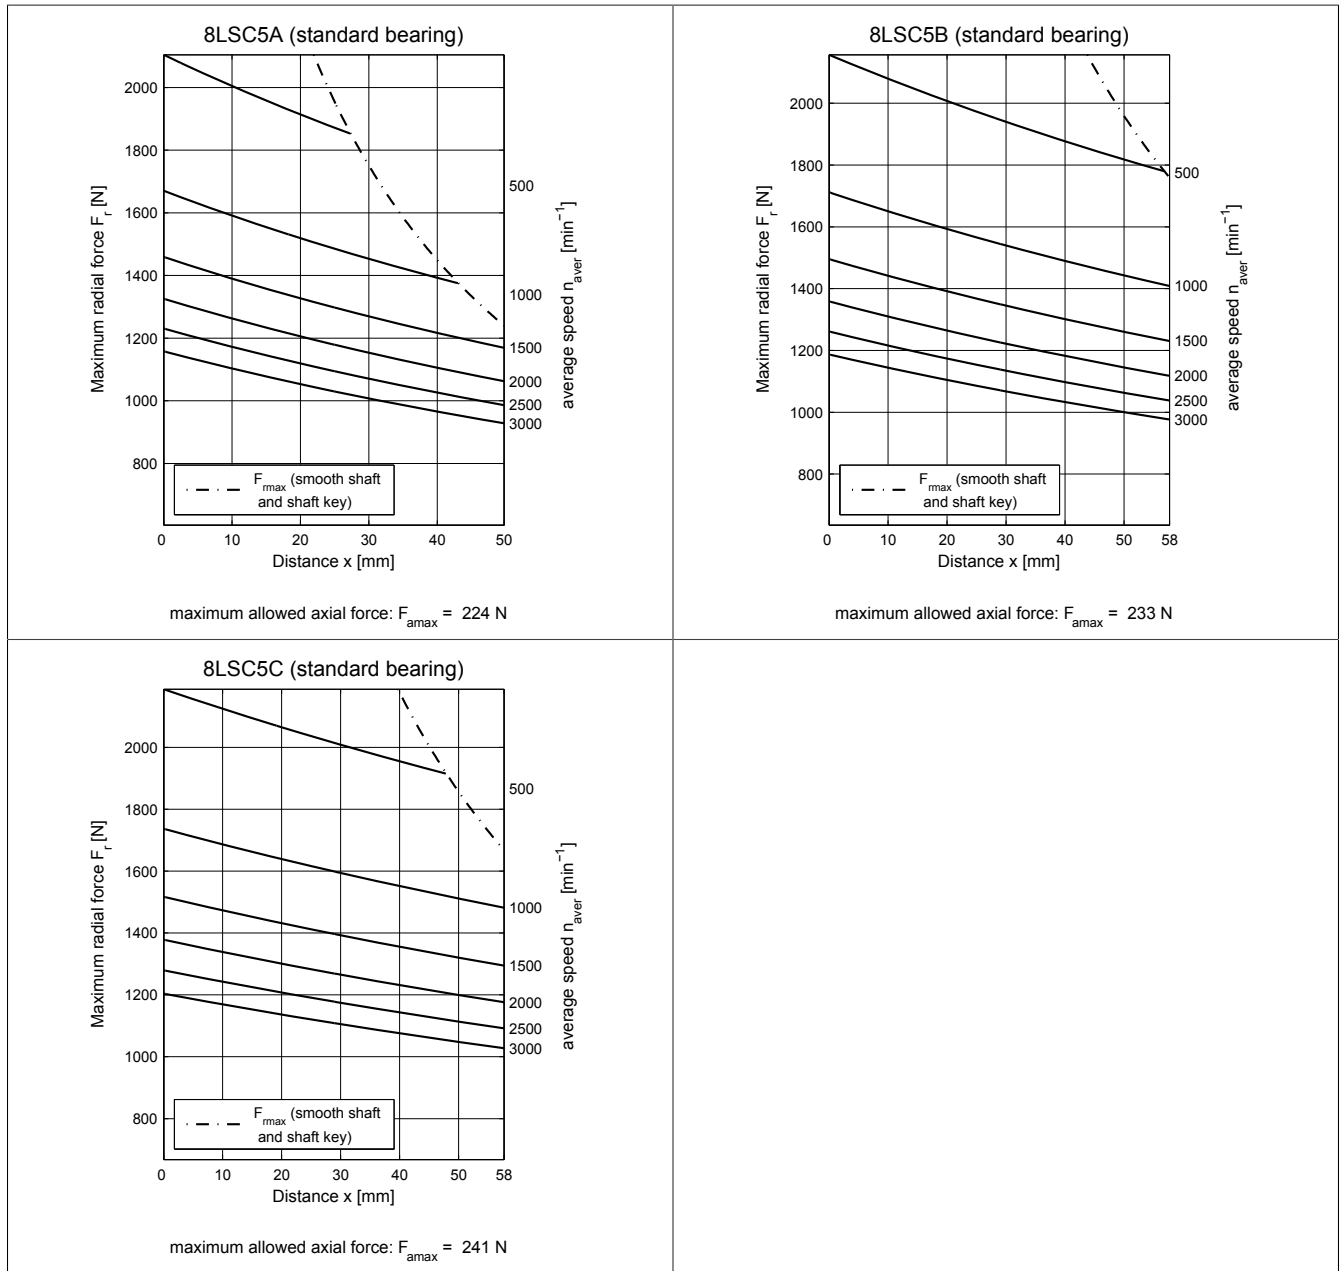 8LSC5A (standard bearing)
Maximum radial force F_r [N]
2000
1800
1600
1400
1200
1000
800
500
1000
1500
2000
2500
3000
average speed n_aver [min⁻¹]
F_rmax (smooth shaft
and shaft key)
0 10 20 30 40 50
Distance x [mm]
maximum allowed axial force: F_amax = 224 N
8LSC5B (standard bearing)
Maximum radial force F_r [N]
2000
1800
1600
1400
1200
1000
800
500
1000
1500
2000
2500
3000
average speed n_aver [min⁻¹]
F_rmax (smooth shaft
and shaft key)
0 10 20 30 40 50 58
Distance x [mm]
maximum allowed axial force: F_amax = 233 N
8LSC5C (standard bearing)
Maximum radial force F_r [N]
2000
1800
1600
1400
1200
1000
800
500
1000
1500
2000
2500
3000
average speed n_aver [min⁻¹]
F_rmax (smooth shaft
and shaft key)
0 10 20 30 40 50 58
Distance x [mm]
maximum allowed axial force: F_amax = 241 N